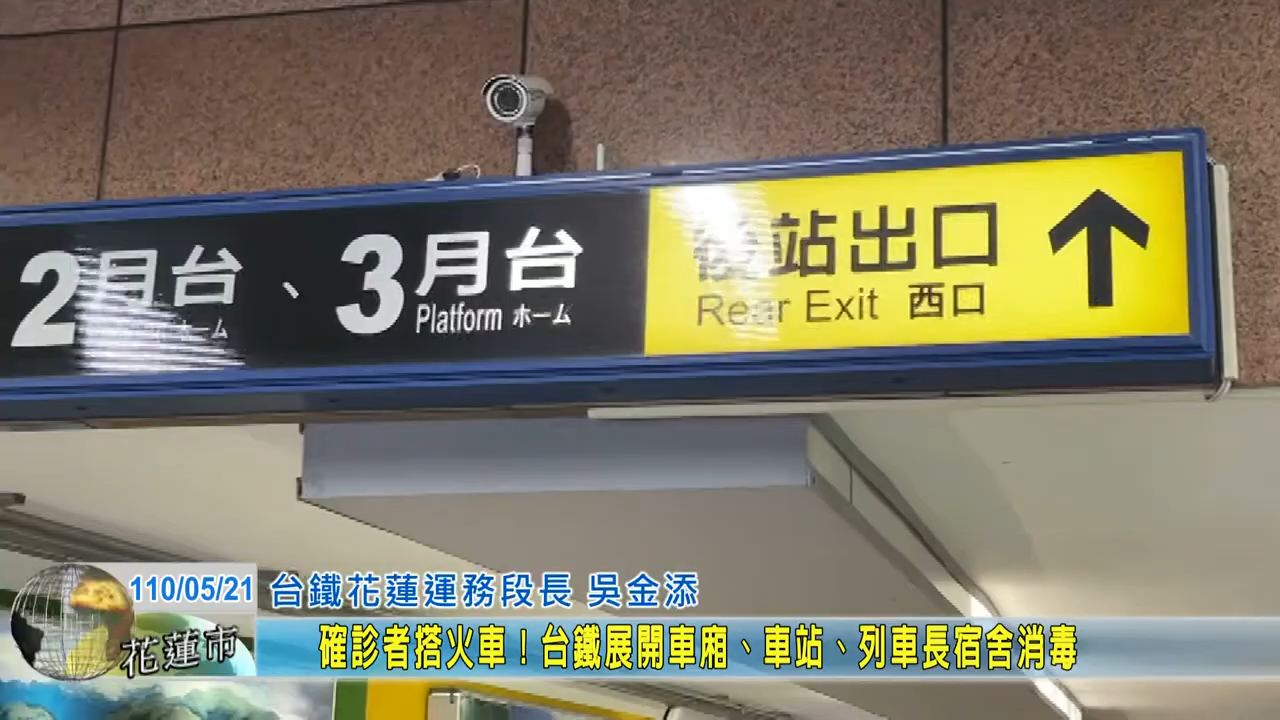 2月台、3月台
Platform ホーム
後站出口
Rear Exit 西口
110/05/21 台鐵花蓮運務段長 吳金添
花蓮市
確診者搭火車！台鐵展開車廂、車站、列車長宿舍消毒